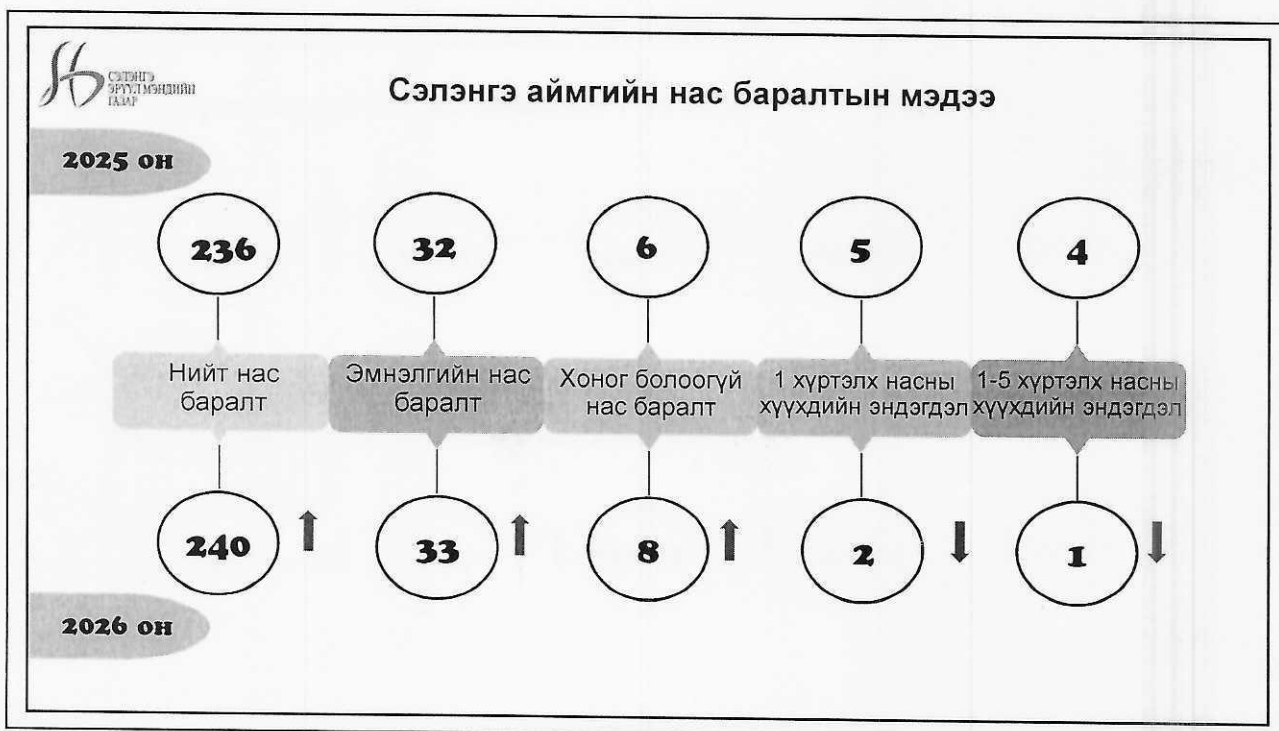 СЭЛЭНГЭ
ЭРҮҮЛ МЭНДИЙН
ГАЗАР
Сэлэнгэ аймгийн нас баралтын мэдээ
2025 он
236
32
6
5
4
Нийт нас
баралт
Эмнэлгийн нас
баралт
Хоног болоогүй
нас баралт
1 хүртэлх насны
хүүхдийн эндэгдэл
1-5 хүртэлх насны
хүүхдийн эндэгдэл
240
33
8
2
1
2026 он